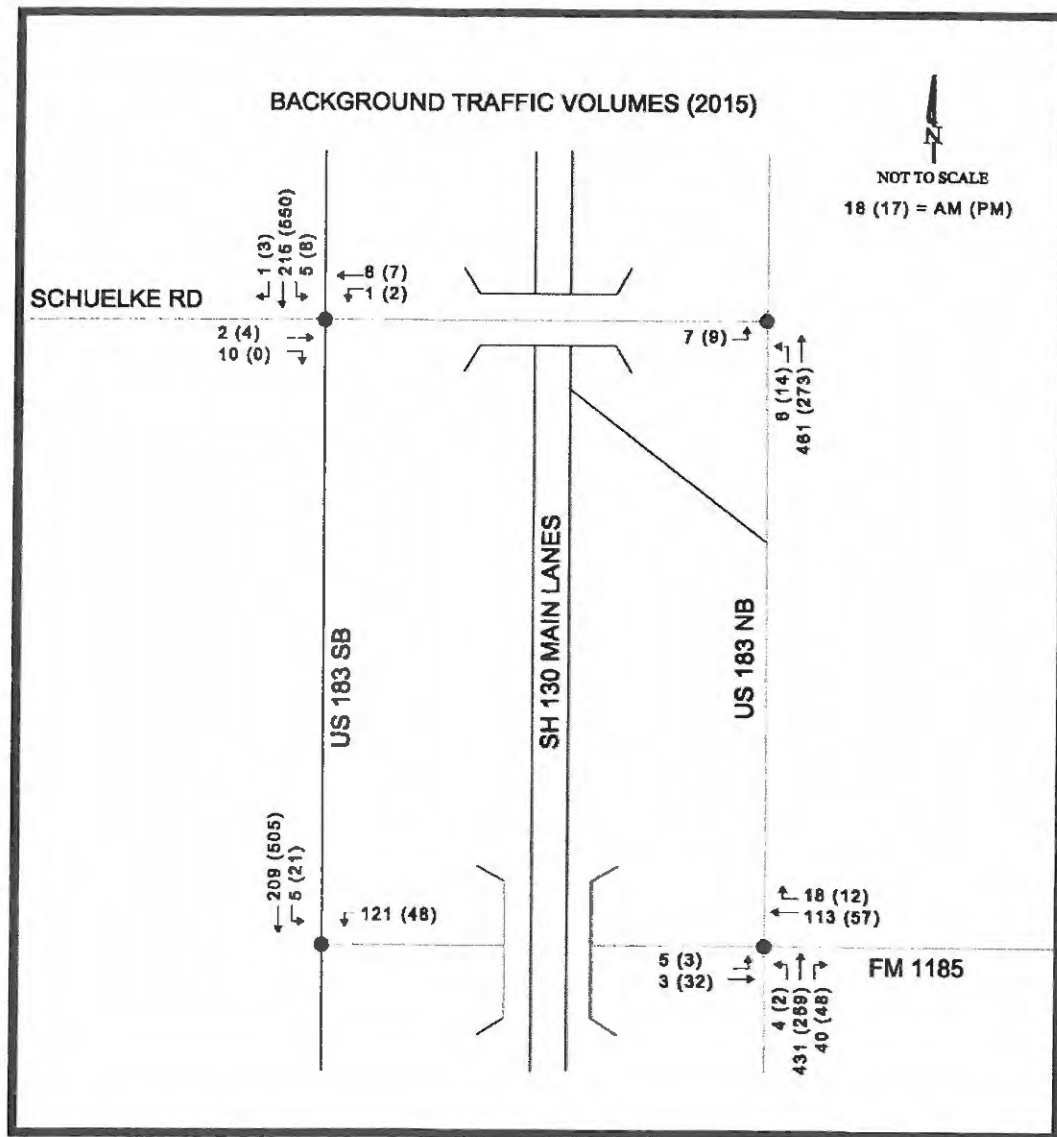 BACKGROUND TRAFFIC VOLUMES (2015)
N
NOT TO SCALE
18 (17) = AM (PM)
1 (3)
215 (550)
5 (8)
8 (7)
1 (2)
SCHUELKE RD
2 (4)
10 (0)
7 (9)
6 (14)
461 (273)
US 183 SB
SH 130 MAIN LANES
US 183 NB
209 (505)
5 (21)
121 (48)
18 (12)
113 (57)
5 (3)
3 (32)
FM 1185
4 (2)
431 (269)
40 (48)